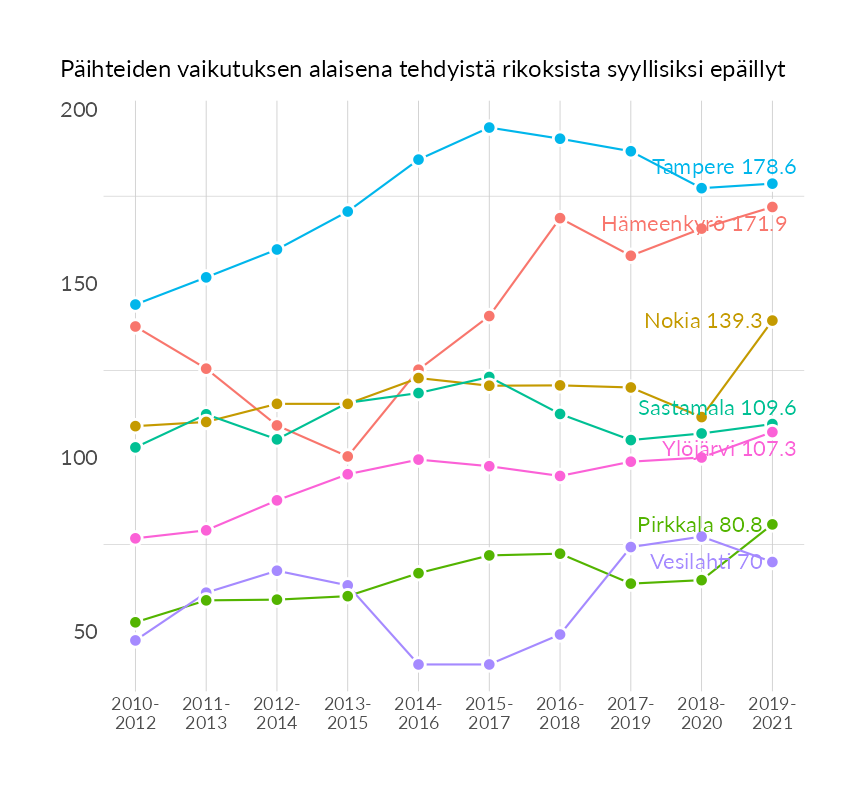 Päihteiden vaikutuksen alaisena tehdyistä rikoksista syyllisiksi epäillyt
200
Tampere 178.6
Hämeenkyrö 171.9
150
Nokia 139.3
Sastamala 109.6
Ylöjärvi 107.3
100
Pirkkala 80.8
Vesilahti 70
50
2010- 2011- 2012- 2013- 2014- 2015- 2016- 2017- 2018- 2019-
2012 2013 2014 2015 2016 2017 2018 2019 2020 2021